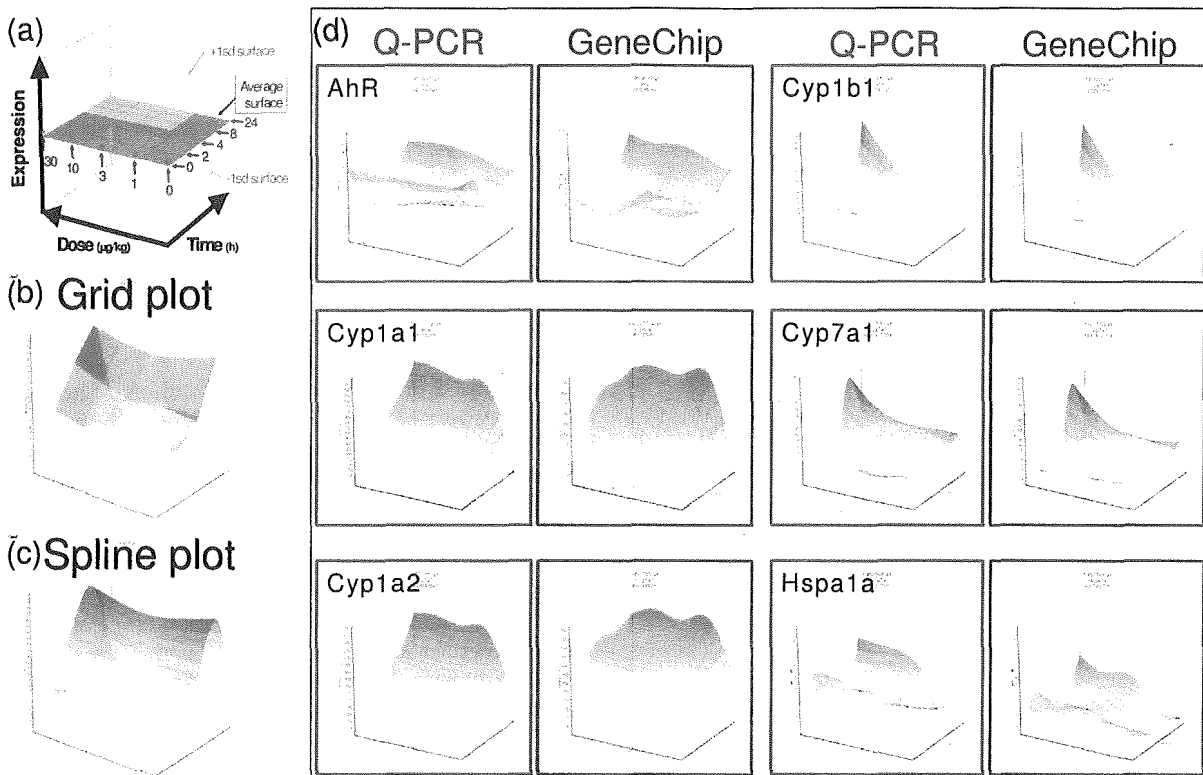 (a)
+1sd surface
Average
surface
Expression
24
8
4
2
0
30
10
3
1
0
-1sd surface
Dose (µg/kg)
Time (h)
(b) Grid plot
(c) Spline plot
(d)
Q-PCR
GeneChip
Q-PCR
GeneChip
AhR
Cyp1b1
Cyp1a1
Cyp7a1
Cyp1a2
Hspa1a